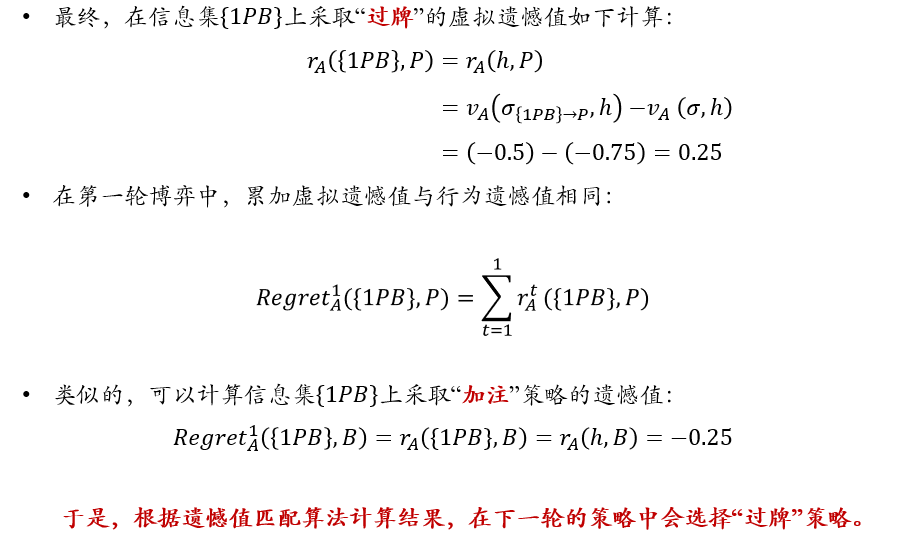 • 最终，在信息集{1PB}上采取“过牌”的虚拟遗憾值如下计算：
r_A({1PB}, P) = r_A(h, P)
= v_A(σ_{{1PB}→P}, h) − v_A (σ, h)
= (−0.5) − (−0.75) = 0.25
• 在第一轮博弈中，累加虚拟遗憾值与行为遗憾值相同：
Regret_A^1({1PB}, P) = ∑_{t=1}^{1} r_A^t ({1PB}, P)
• 类似的，可以计算信息集{1PB}上采取“加注”策略的遗憾值：
Regret_A^1({1PB}, B) = r_A({1PB}, B) = r_A(h, B) = −0.25
于是，根据遗憾值匹配算法计算结果，在下一轮的策略中会选择“过牌”策略。